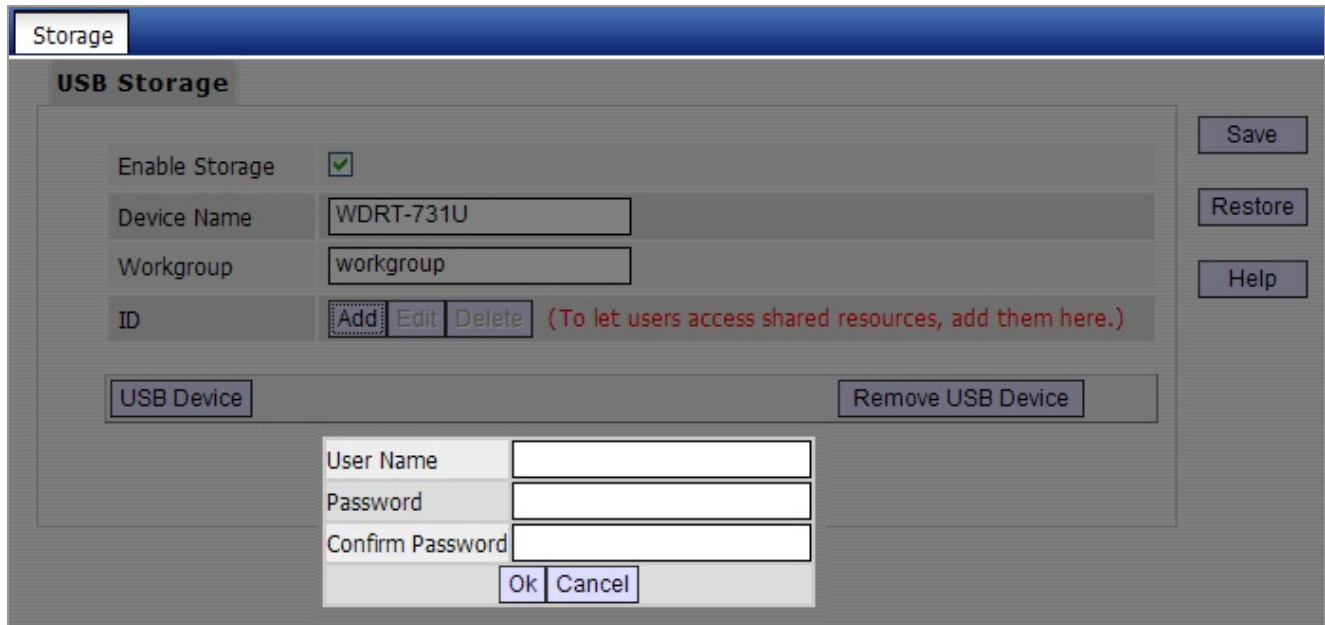 Storage
USB Storage
Enable Storage
Device Name WDRT-731U
Workgroup workgroup
ID Add Edit Delete (To let users access shared resources, add them here.)
USB Device Remove USB Device
Save
Restore
Help
User Name
Password
Confirm Password
Ok Cancel